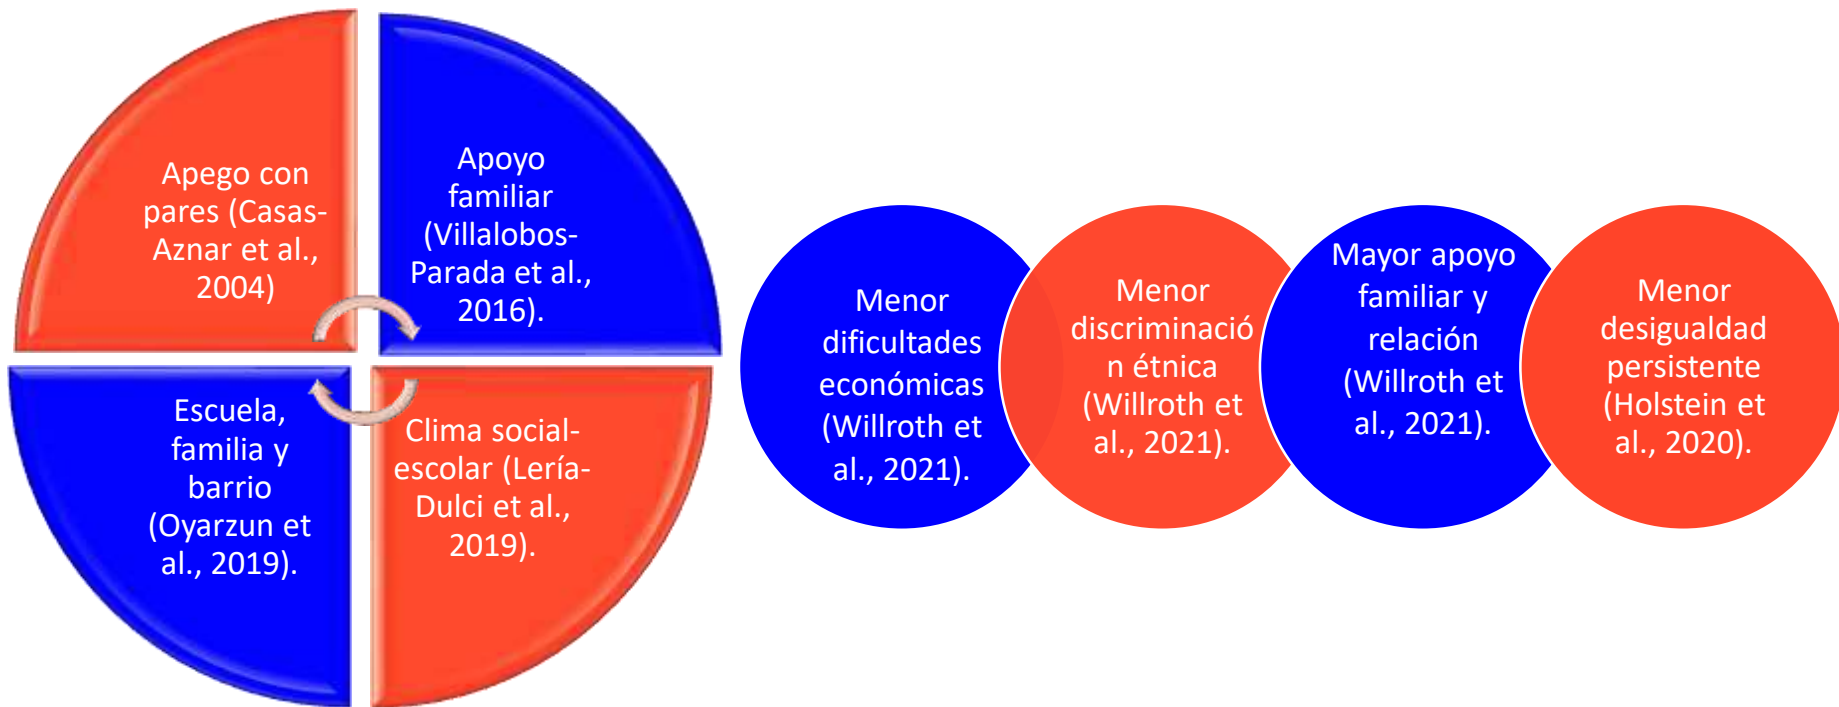 Apego con
pares (Casas-
Aznar et al.,
2004)
Apoyo
familiar
(Villalobos-
Parada et al.,
2016).
Escuela,
familia y
barrio
(Oyarzun et
al., 2019).
Clima social-
escolar (Lería-
Dulci et al.,
2019).
Menor
dificultades
económicas
(Willroth et
al., 2021).
Menor
discriminació
n étnica
(Willroth et
al., 2021).
Mayor apoyo
familiar y
relación
(Willroth et
al., 2021).
Menor
desigualdad
persistente
(Holstein et
al., 2020).